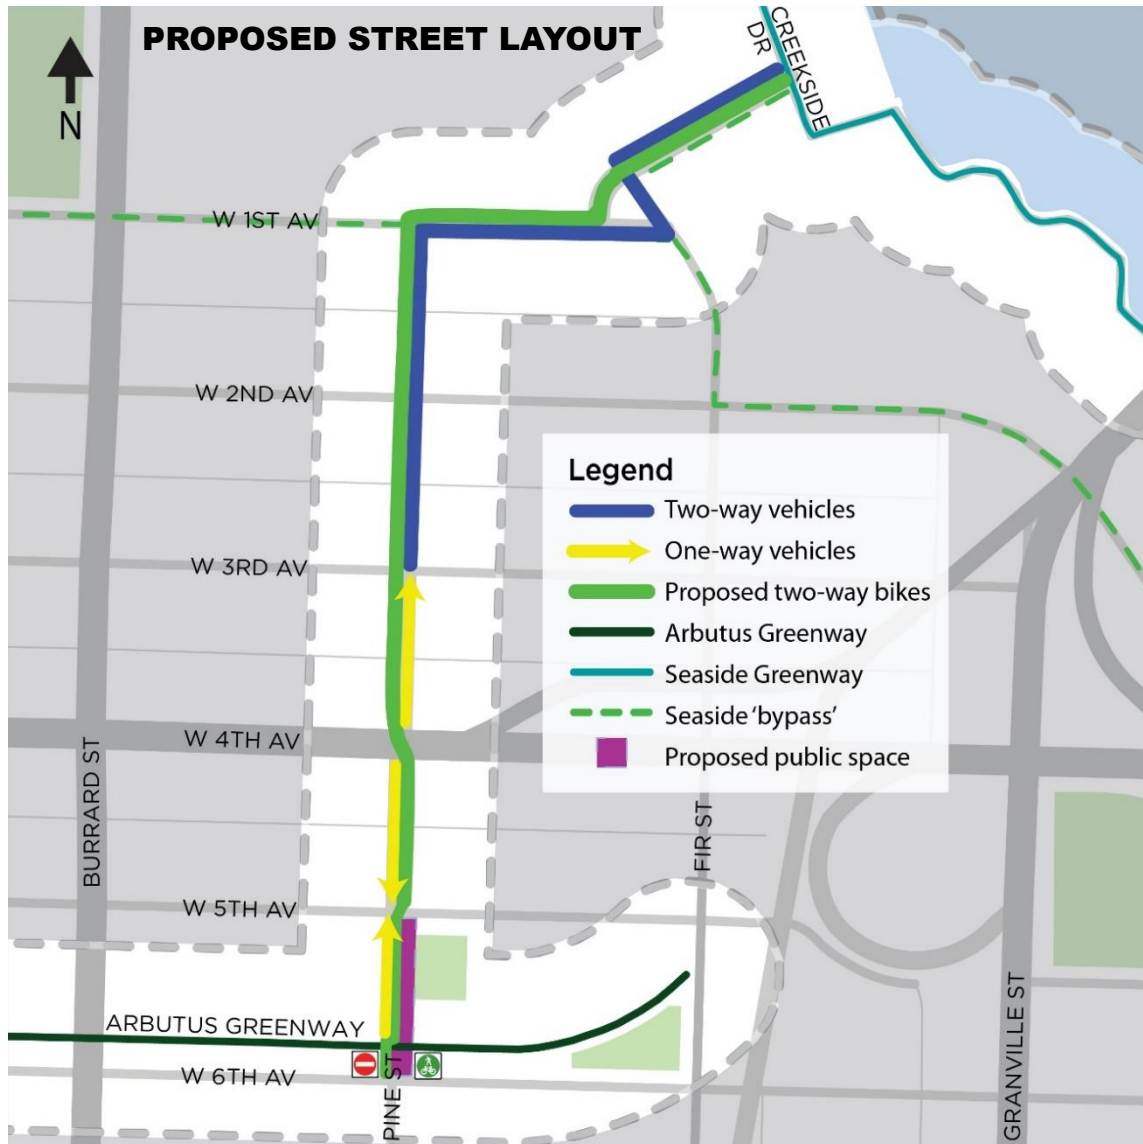 PROPOSED STREET LAYOUT
N
CREEKSIDE
DR
W 1ST AV
W 2ND AV
Legend
Two-way vehicles
One-way vehicles
Proposed two-way bikes
Arbutus Greenway
Seaside Greenway
Seaside ‘bypass’
Proposed public space
W 3RD AV
W 4TH AV
BURRARD ST
FIR ST
W 5TH AV
ARBUTUS GREENWAY
W 6TH AV
PINE ST
GRANVILLE ST